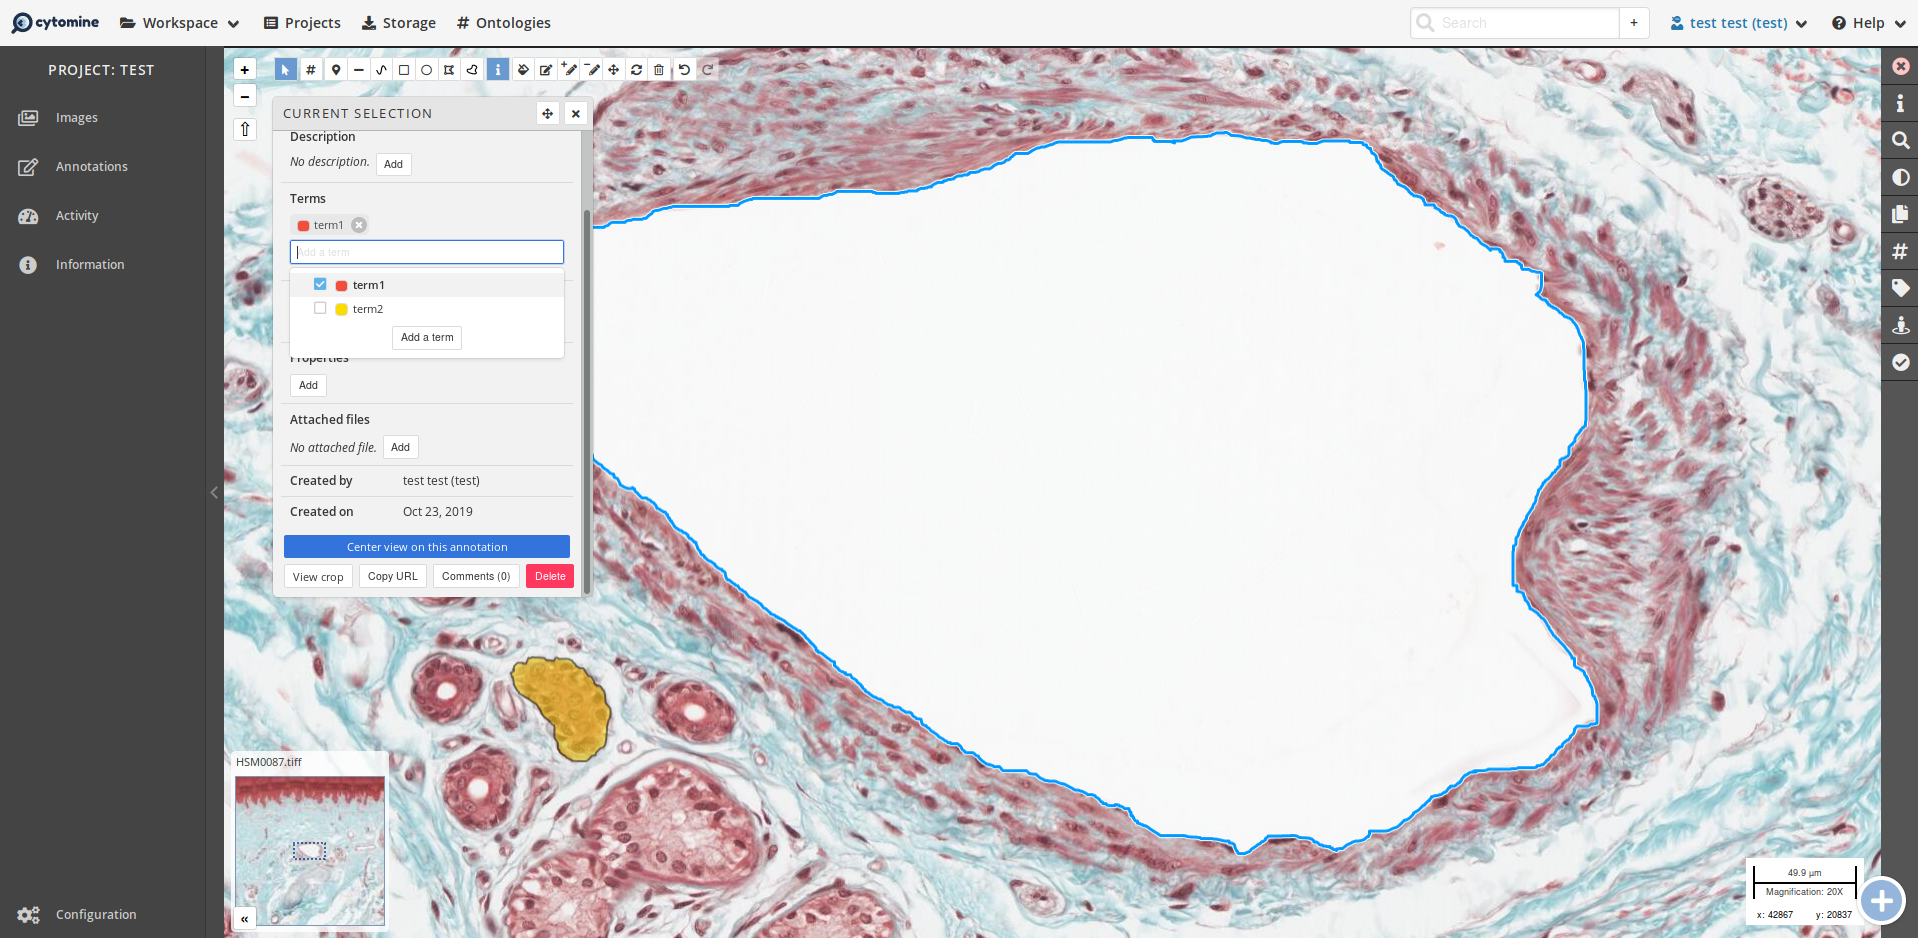 cytomine Workspace Projects Storage Ontologies Search + test test (test) Help
PROJECT: TEST
Images
Annotations
Activity
Information
Configuration
CURRENT SELECTION
Description
No description. Add
Terms
term1
Add a term
term1
term2
Add a term
Properties
Add
Attached files
No attached file. Add
Created by test test (test)
Created on Oct 23, 2019
Center view on this annotation
View crop Copy URL Comments (0) Delete
HSM0087.tiff
49.9 µm
Magnification: 20X
x: 42867 y: 20837